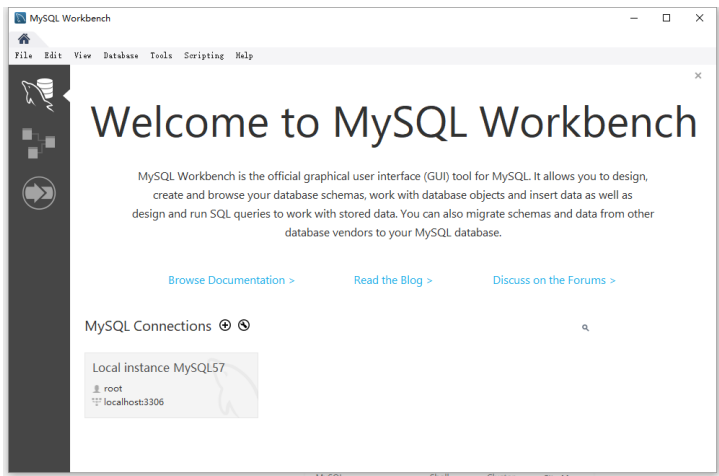 MySQL Workbench
File Edit View Database Tools Scripting Help
Welcome to MySQL Workbench
MySQL Workbench is the official graphical user interface (GUI) tool for MySQL. It allows you to design,
create and browse your database schemas, work with database objects and insert data as well as
design and run SQL queries to work with stored data. You can also migrate schemas and data from other
database vendors to your MySQL database.
Browse Documentation > Read the Blog > Discuss on the Forums >
MySQL Connections
Local instance MySQL57
root
localhost:3306